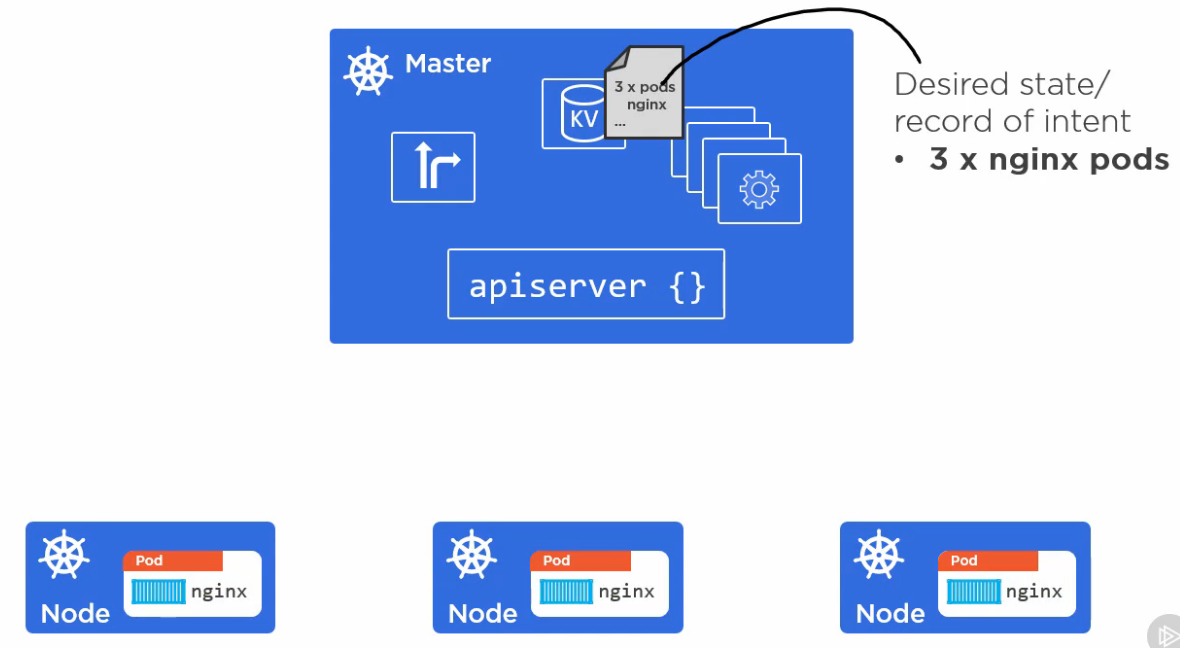 Master
KV
3 x pods
nginx
...
apiserver {}
Desired state/
record of intent
• 3 x nginx pods
Node
Pod
nginx
Node
Pod
nginx
Node
Pod
nginx